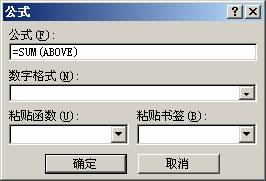 公式
公式(F):
=SUM(ABOVE)
数字格式(N):
粘贴函数(U): 粘贴书签(B):
确定 取消